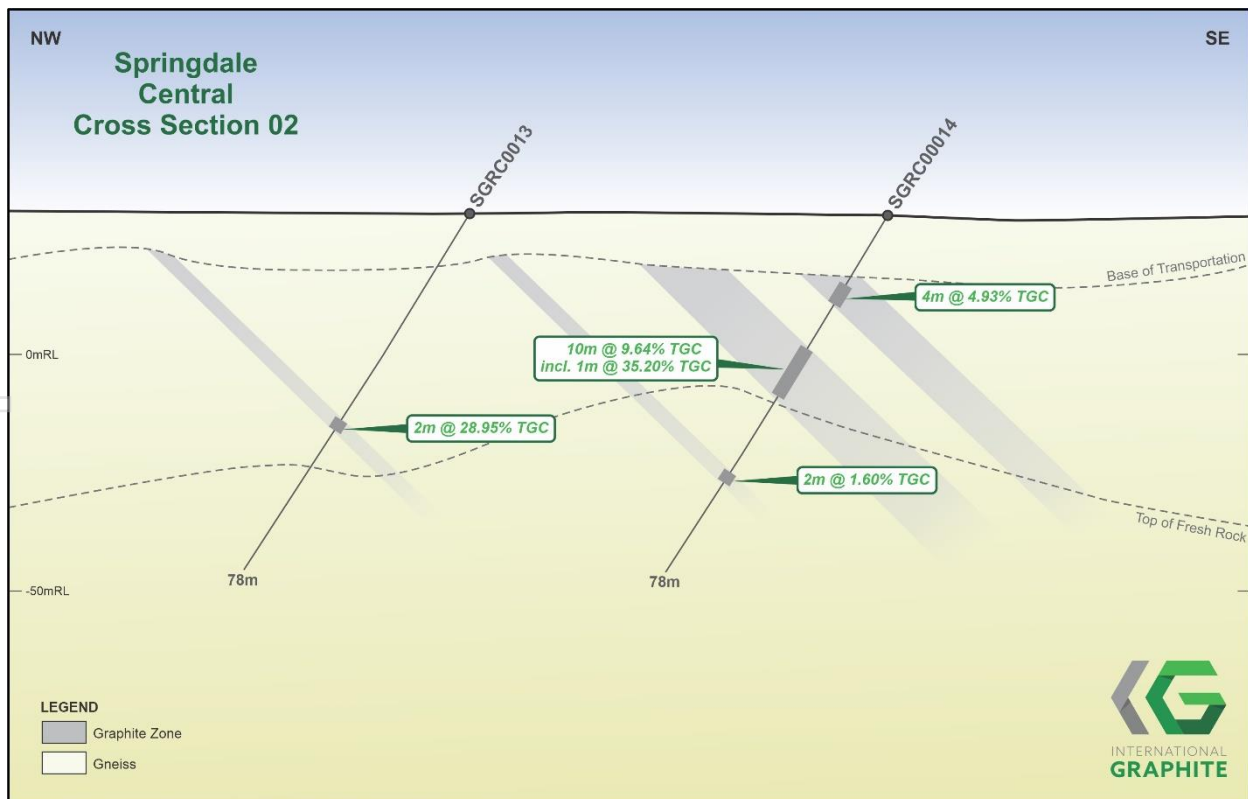 NW
SE
Springdale
Central
Cross Section 02
SGRC0013
SGRC00014
Base of Transportation
4m @ 4.93% TGC
0mRL
10m @ 9.64% TGC
incl. 1m @ 35.20% TGC
2m @ 28.95% TGC
2m @ 1.60% TGC
Top of Fresh Rock
78m
78m
-50mRL
LEGEND
Graphite Zone
Gneiss
INTERNATIONAL
GRAPHITE